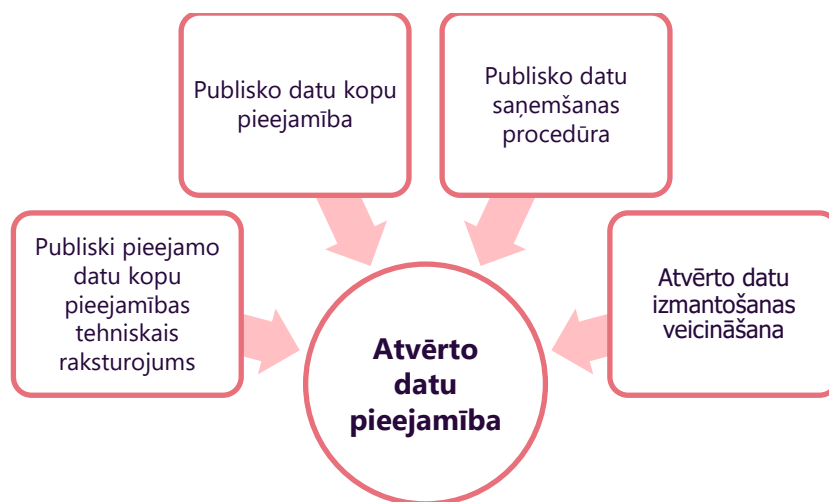 Publisko datu kopu
pieejamība
Publisko datu
saņemšanas
procedūra
Publiski pieejamo
datu kopu
pieejamības
tehniskais
raksturojums
Atvērto datu
izmantošanas
veicināšana
Atvērto
datu
pieejamība